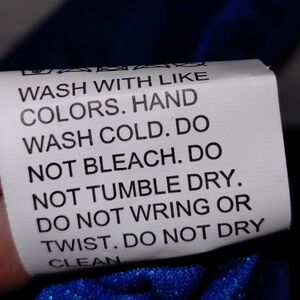 WASH WITH LIKE
COLORS. HAND
WASH COLD. DO
NOT BLEACH. DO
NOT TUMBLE DRY.
DO NOT WRING OR
TWIST. DO NOT DRY
CLEAN